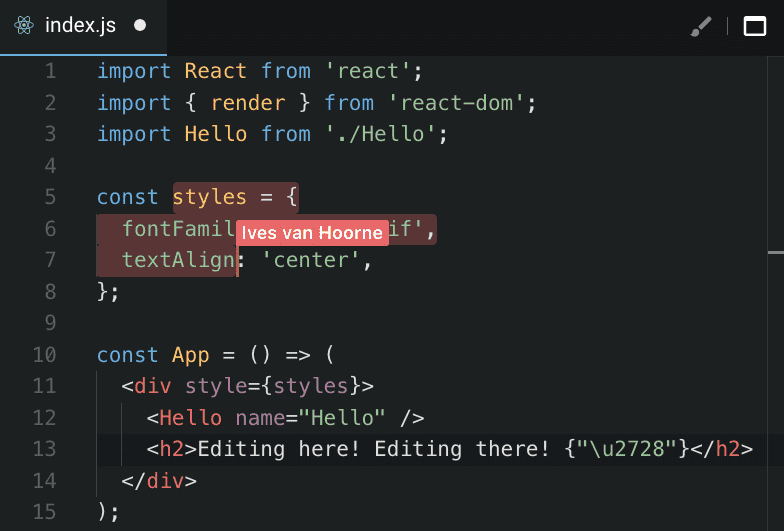 index.js
1 import React from 'react';
2 import { render } from 'react-dom';
3 import Hello from './Hello';
4
5 const styles = {
6 fontFamil if',
Ives van Hoorne
7 textAlign: 'center',
8 };
9
10 const App = () => (
11 <div style={styles}>
12 <Hello name="Hello" />
13 <h2>Editing here! Editing there! {"\u2728"}</h2>
14 </div>
15 );